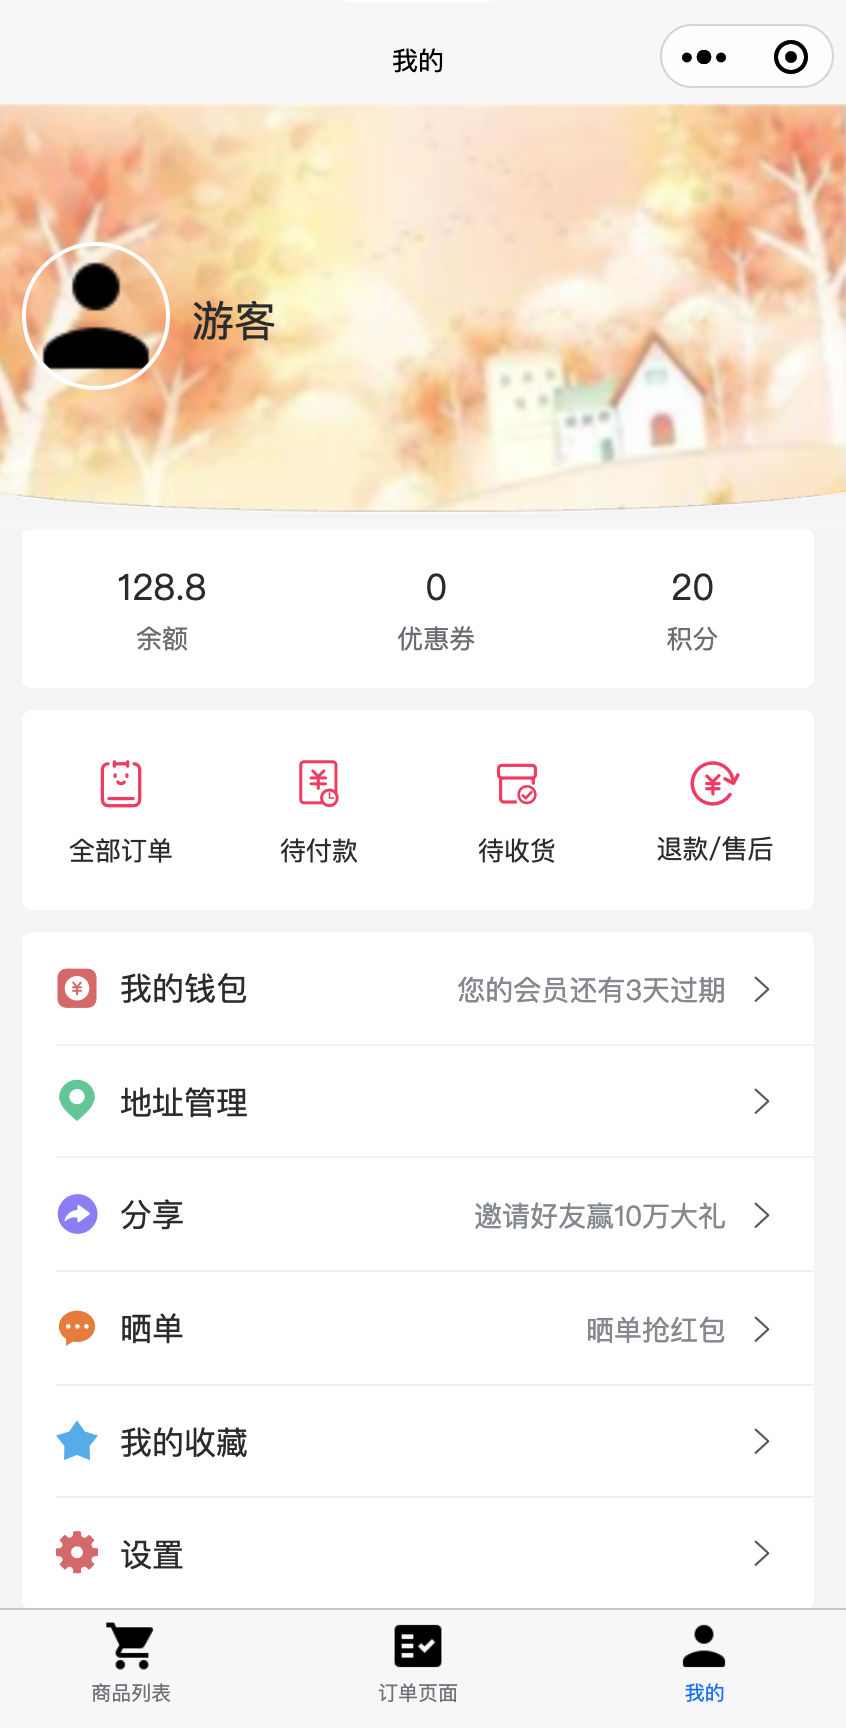 我的
游客
128.8
0
20
余额
优惠券
积分
全部订单
待付款
待收货
退款/售后
我的钱包
您的会员还有3天过期
地址管理
分享
邀请好友赢10万大礼
晒单
晒单抢红包
我的收藏
设置
商品列表
订单页面
我的